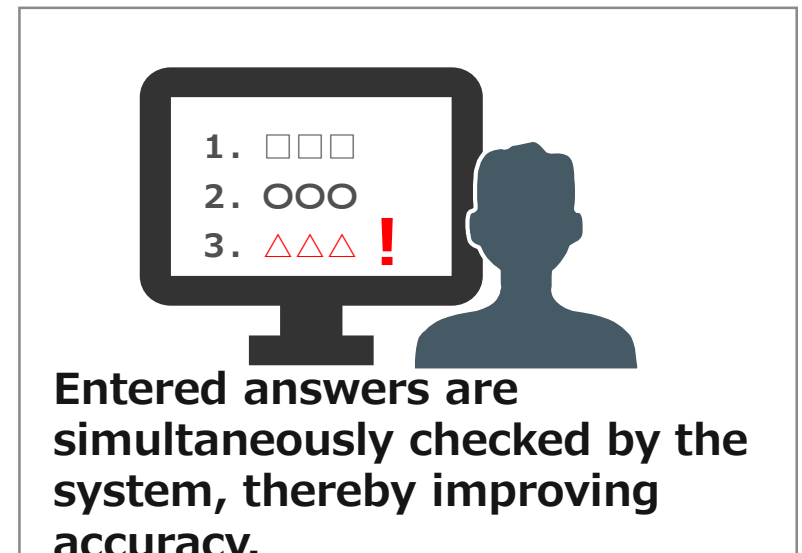 1. □□□
2. ○○○
3. △△△ !
Entered answers are
simultaneously checked by the
system, thereby improving
accuracy.